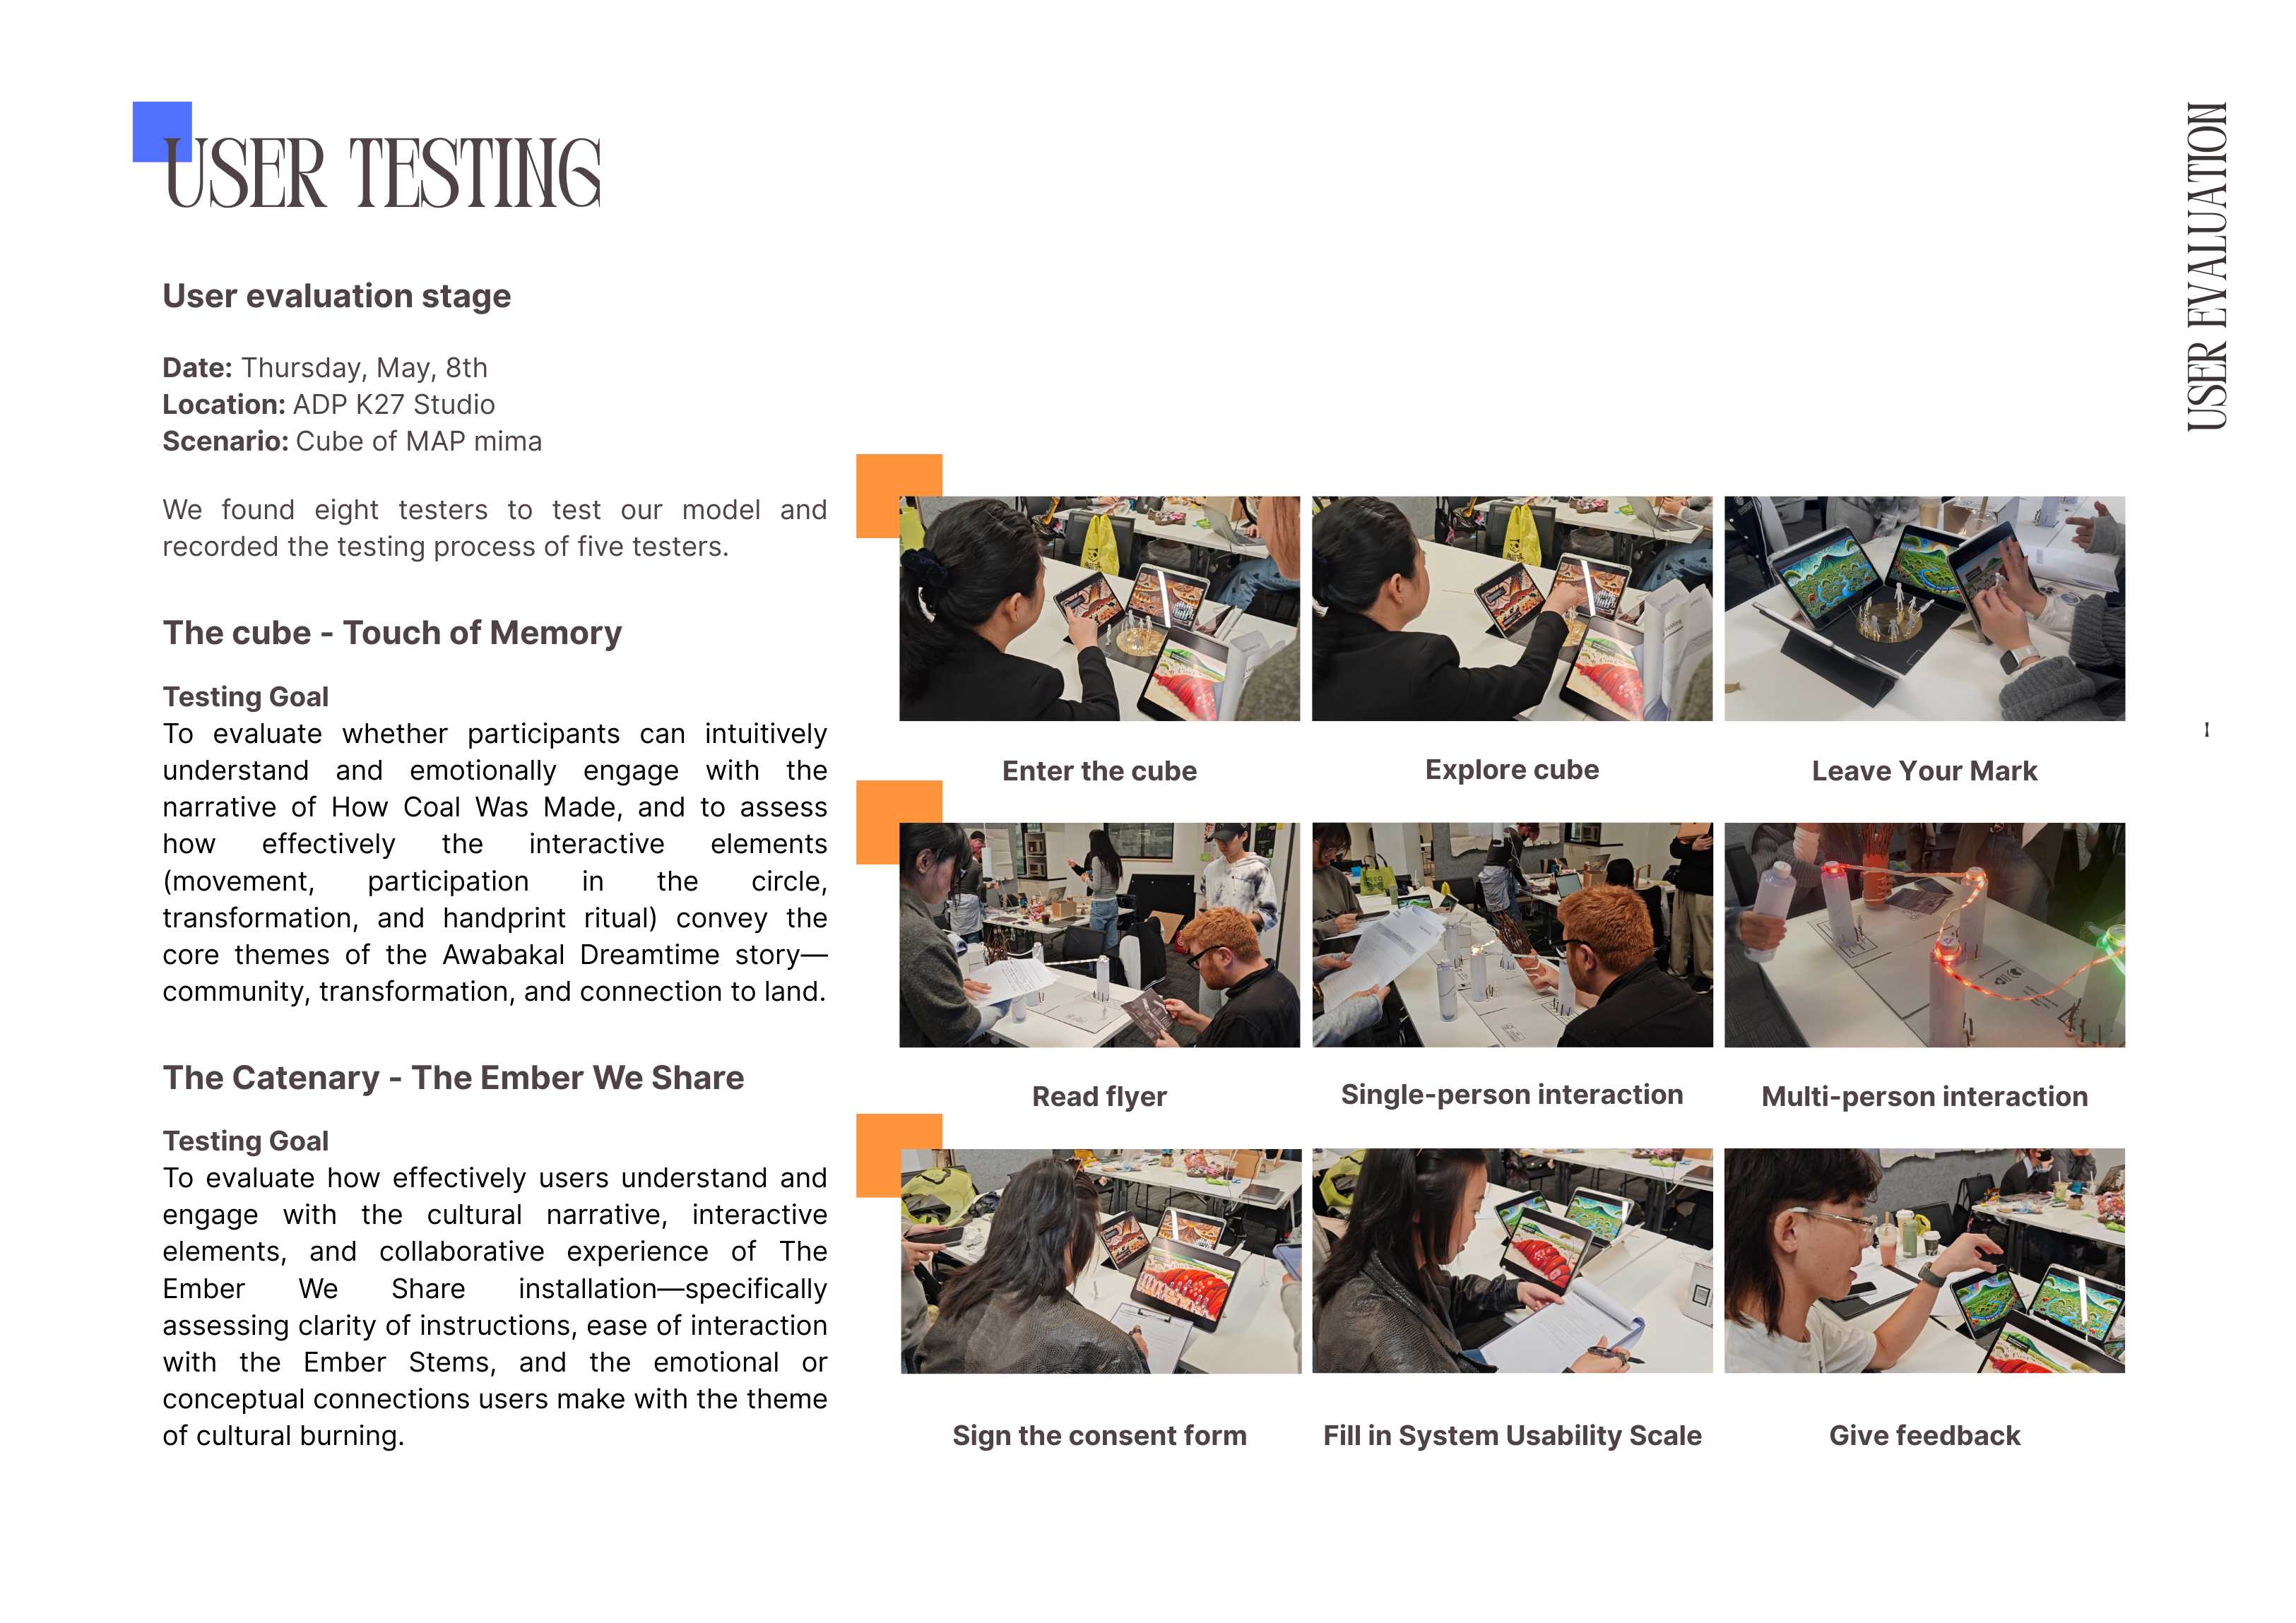 USER TESTING
User evaluation stage
Date: Thursday, May, 8th
Location: ADP K27 Studio
Scenario: Cube of MAP mima
We found eight testers to test our model and
recorded the testing process of five testers.
The cube - Touch of Memory
Testing Goal
To evaluate whether participants can intuitively
understand and emotionally engage with the
narrative of How Coal Was Made, and to assess
how effectively the interactive elements
(movement, participation in the circle,
transformation, and handprint ritual) convey the
core themes of the Awabakal Dreamtime story—
community, transformation, and connection to land.
The Catenary - The Ember We Share
Testing Goal
To evaluate how effectively users understand and
engage with the cultural narrative, interactive
elements, and collaborative experience of The
Ember We Share installation—specifically
assessing clarity of instructions, ease of interaction
with the Ember Stems, and the emotional or
conceptual connections users make with the theme
of cultural burning.
Enter the cube
Explore cube
Leave Your Mark
Read flyer
Single-person interaction
Multi-person interaction
Sign the consent form
Fill in System Usability Scale
Give feedback
USER EVALUATION
I